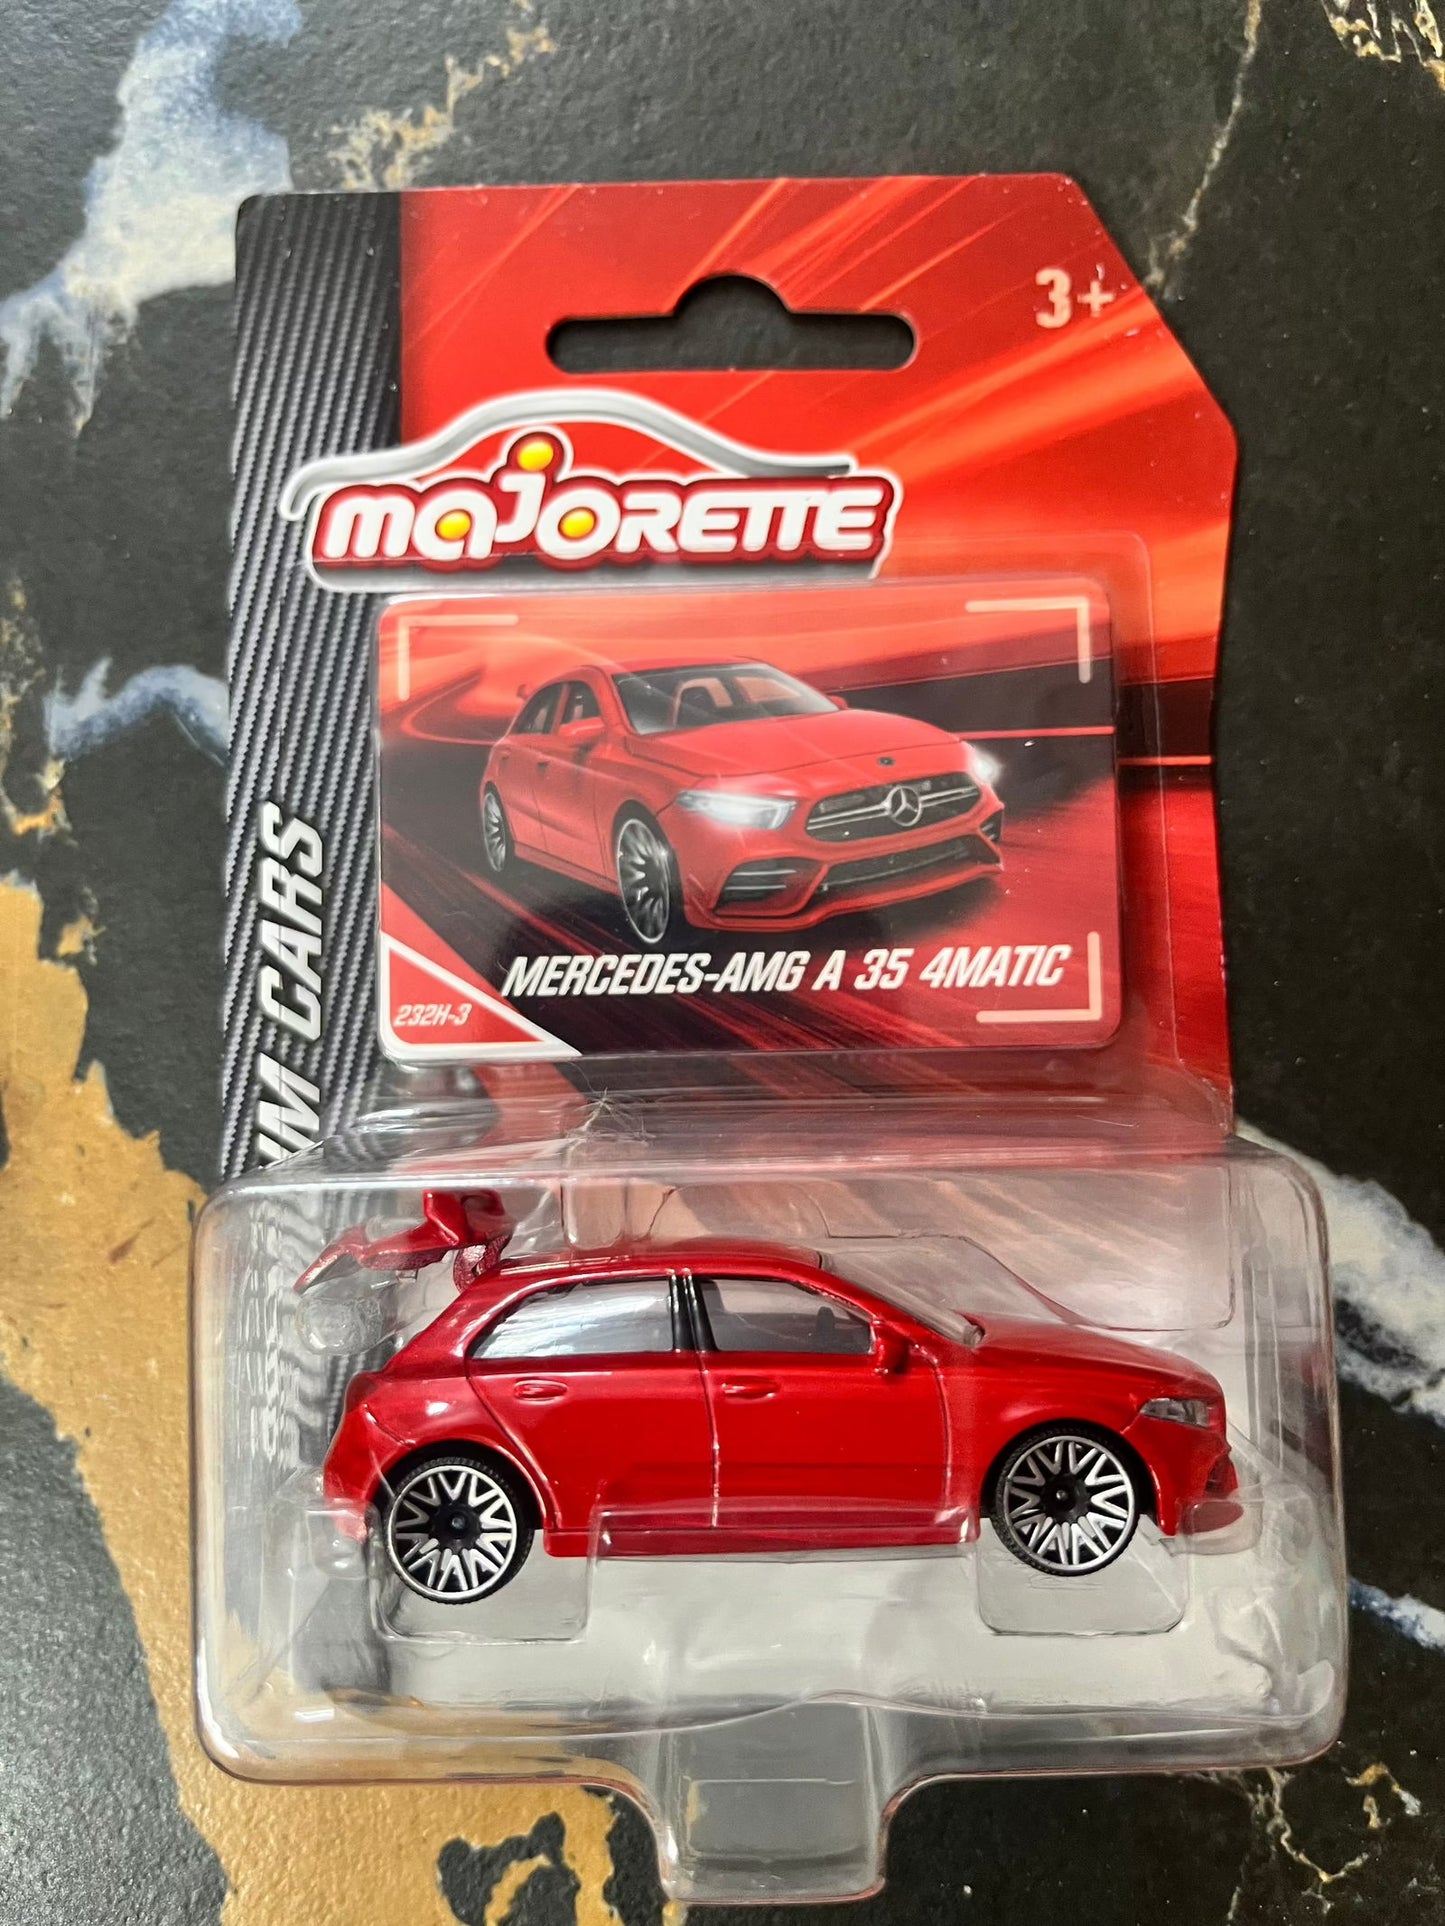 3+
majorette
MERCEDES-AMG A 35 4MATIC
232H-3
CARS